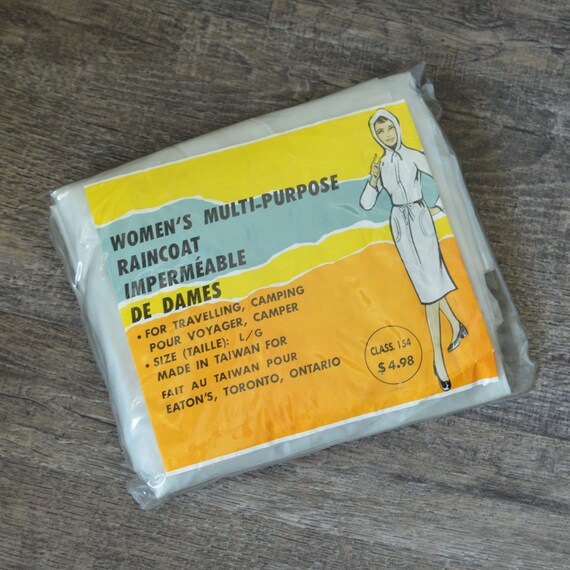 WOMEN'S MULTI-PURPOSE
RAINCOAT
IMPERMÉABLE
DE DAMES
• FOR TRAVELLING, CAMPING
POUR VOYAGER, CAMPER
• SIZE (TAILLE): L/G
MADE IN TAIWAN FOR
FAIT AU TAIWAN POUR
EATON'S, TORONTO, ONTARIO
CLASS. 154
$4.98